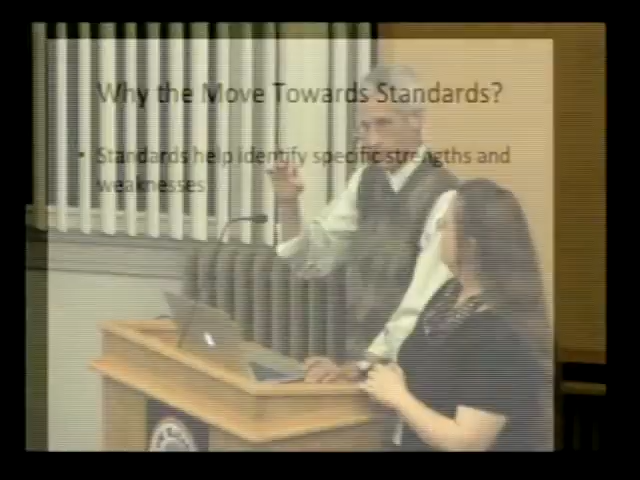 Why the Move Towards Standards?
• Standards help identify specific strengths and
weaknesses